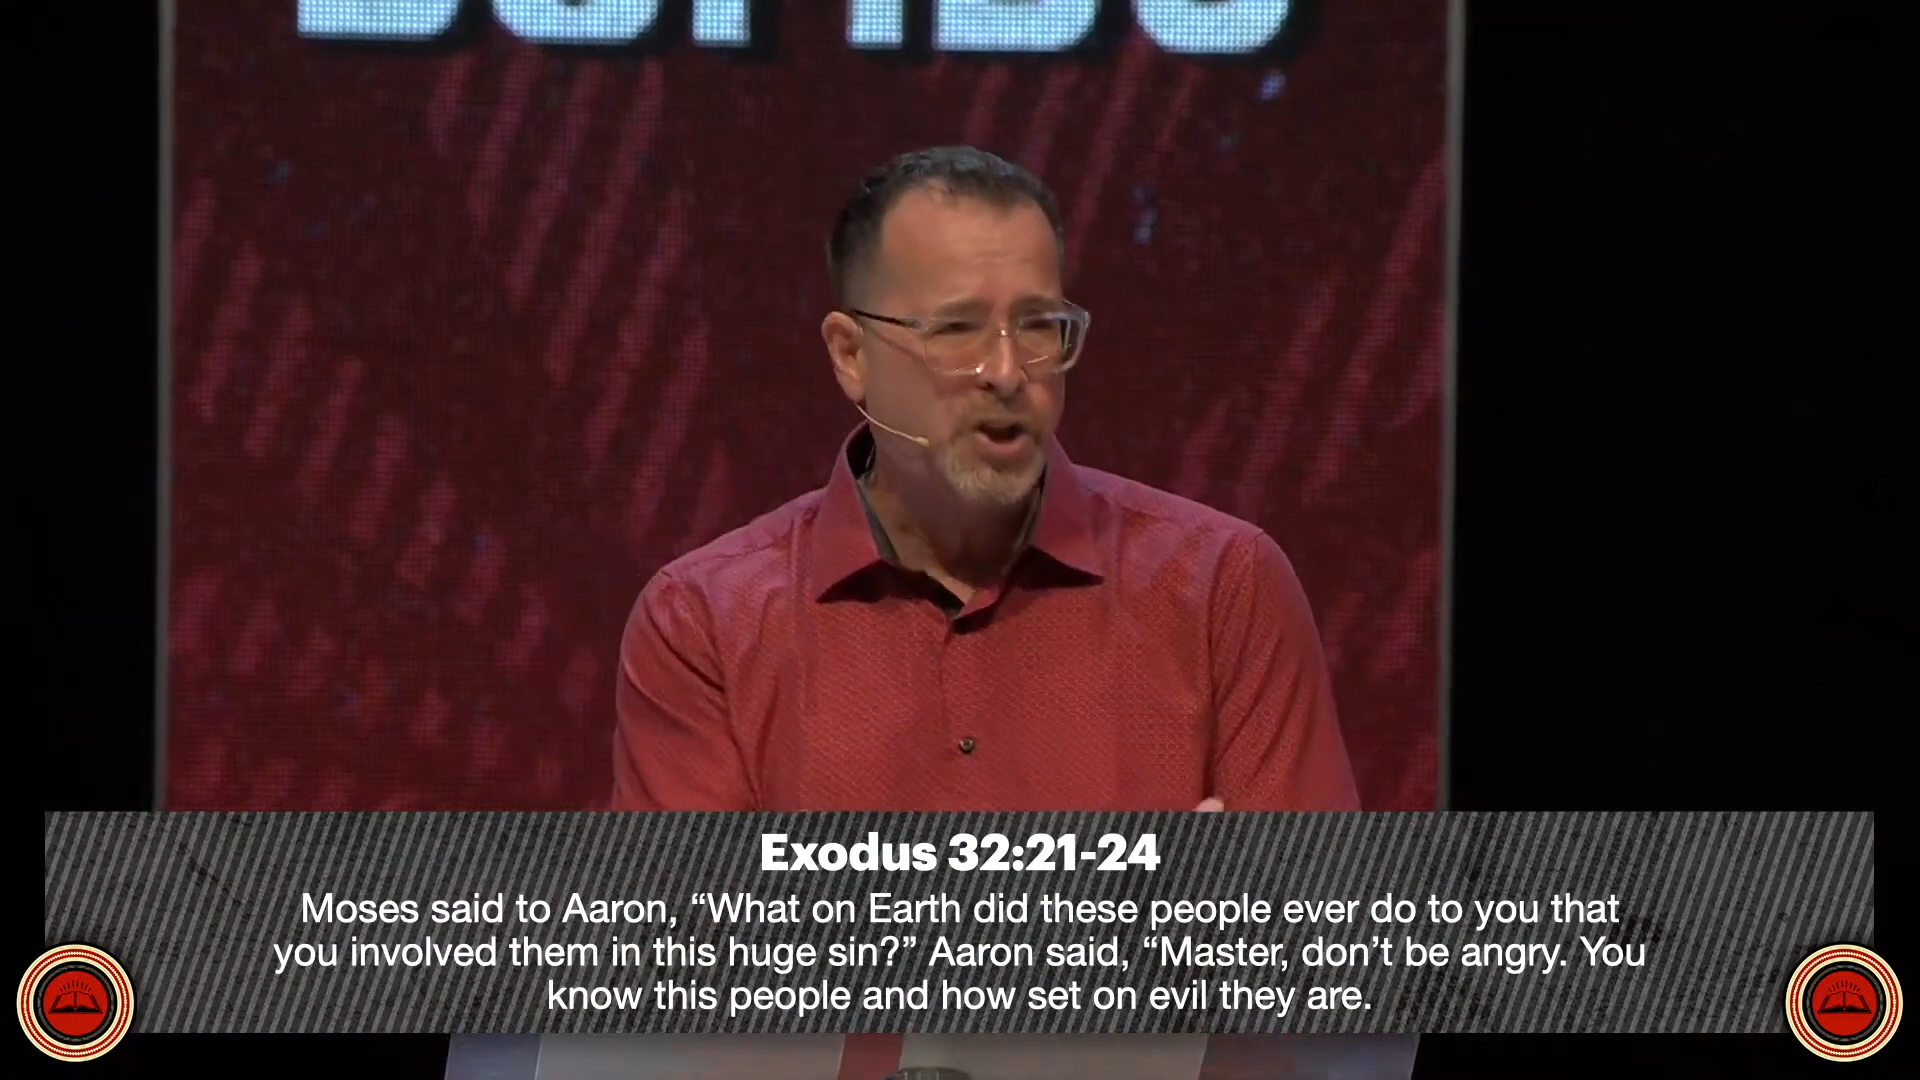 Exodus 32:21-24
Moses said to Aaron, “What on Earth did these people ever do to you that
you involved them in this huge sin?” Aaron said, “Master, don’t be angry. You
know this people and how set on evil they are.